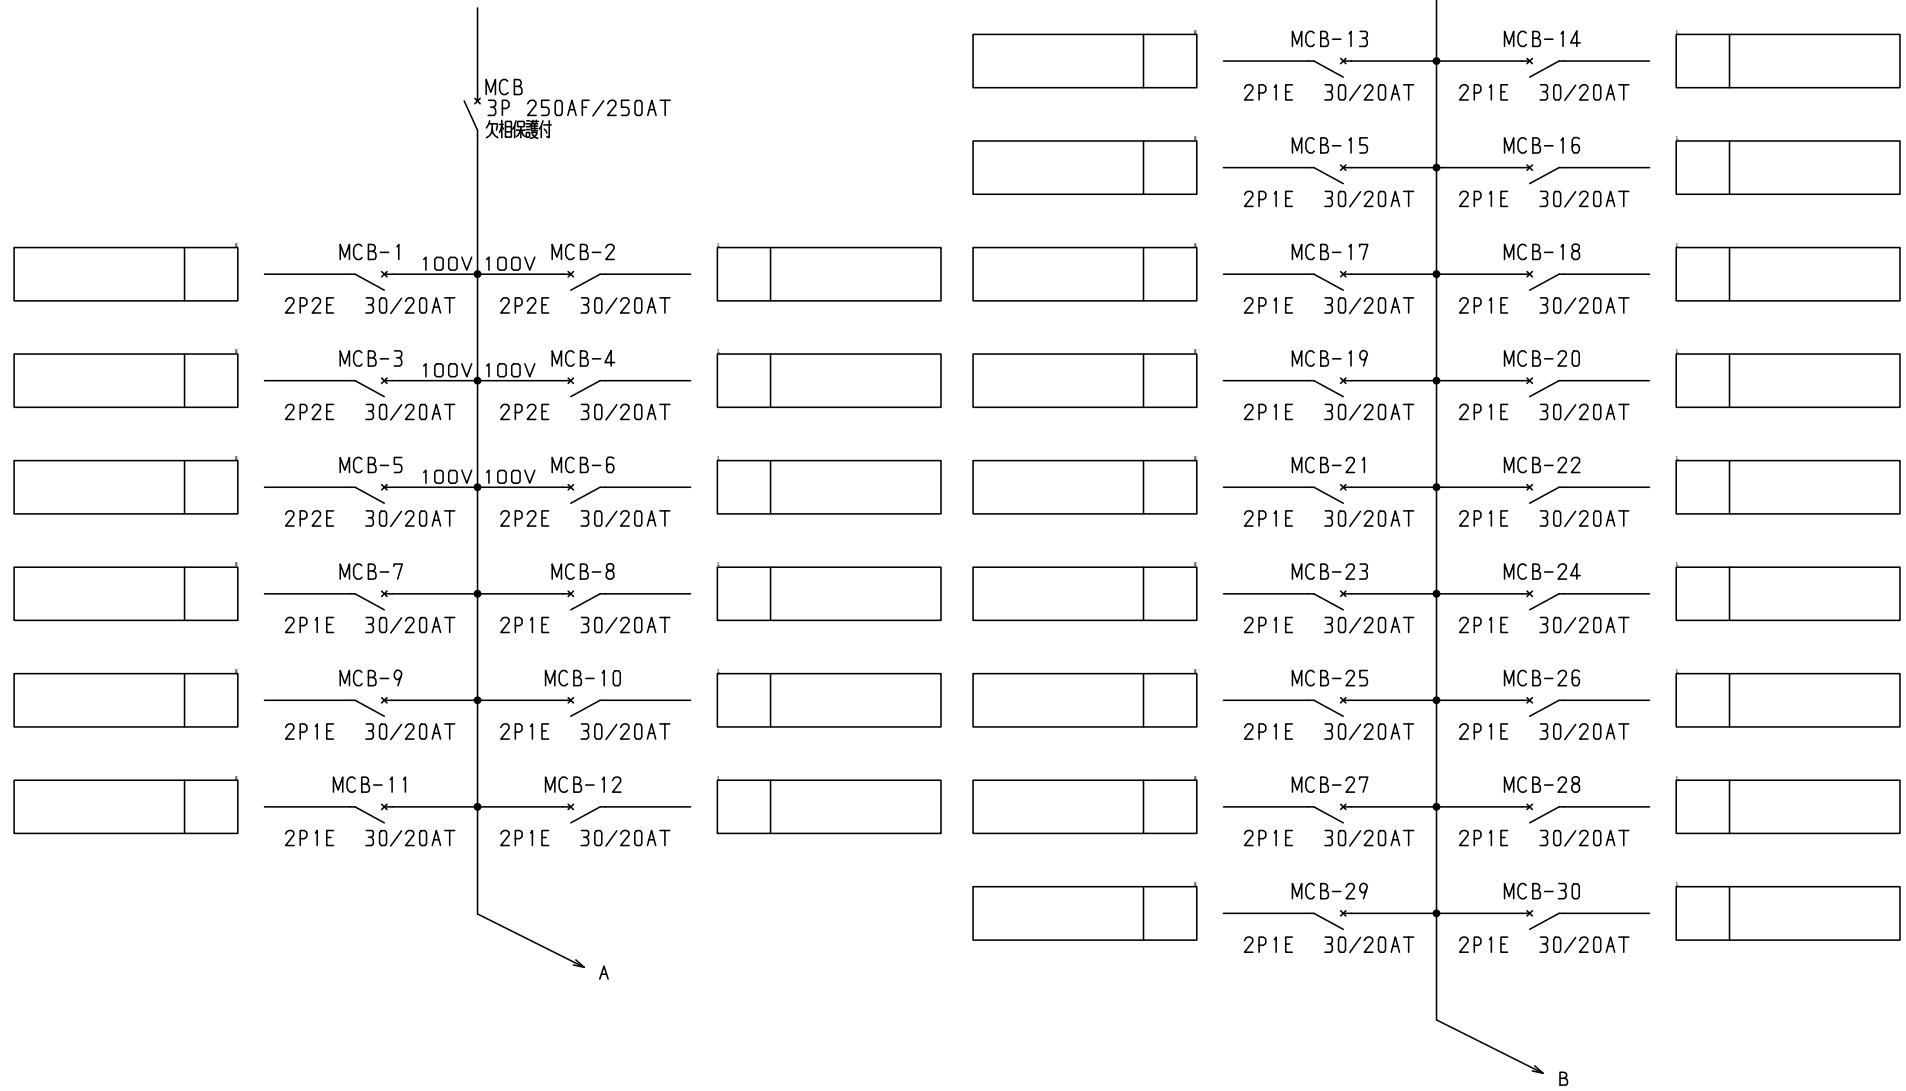 MCB
3P 250AF/250AT
欠相保護付
MCB-1 100V 100V MCB-2
2P2E 30/20AT 2P2E 30/20AT
MCB-3 100V 100V MCB-4
2P2E 30/20AT 2P2E 30/20AT
MCB-5 100V 100V MCB-6
2P2E 30/20AT 2P2E 30/20AT
MCB-7 MCB-8
2P1E 30/20AT 2P1E 30/20AT
MCB-9 MCB-10
2P1E 30/20AT 2P1E 30/20AT
MCB-11 MCB-12
2P1E 30/20AT 2P1E 30/20AT
A
MCB-13 MCB-14
2P1E 30/20AT 2P1E 30/20AT
MCB-15 MCB-16
2P1E 30/20AT 2P1E 30/20AT
MCB-17 MCB-18
2P1E 30/20AT 2P1E 30/20AT
MCB-19 MCB-20
2P1E 30/20AT 2P1E 30/20AT
MCB-21 MCB-22
2P1E 30/20AT 2P1E 30/20AT
MCB-23 MCB-24
2P1E 30/20AT 2P1E 30/20AT
MCB-25 MCB-26
2P1E 30/20AT 2P1E 30/20AT
MCB-27 MCB-28
2P1E 30/20AT 2P1E 30/20AT
MCB-29 MCB-30
2P1E 30/20AT 2P1E 30/20AT
B